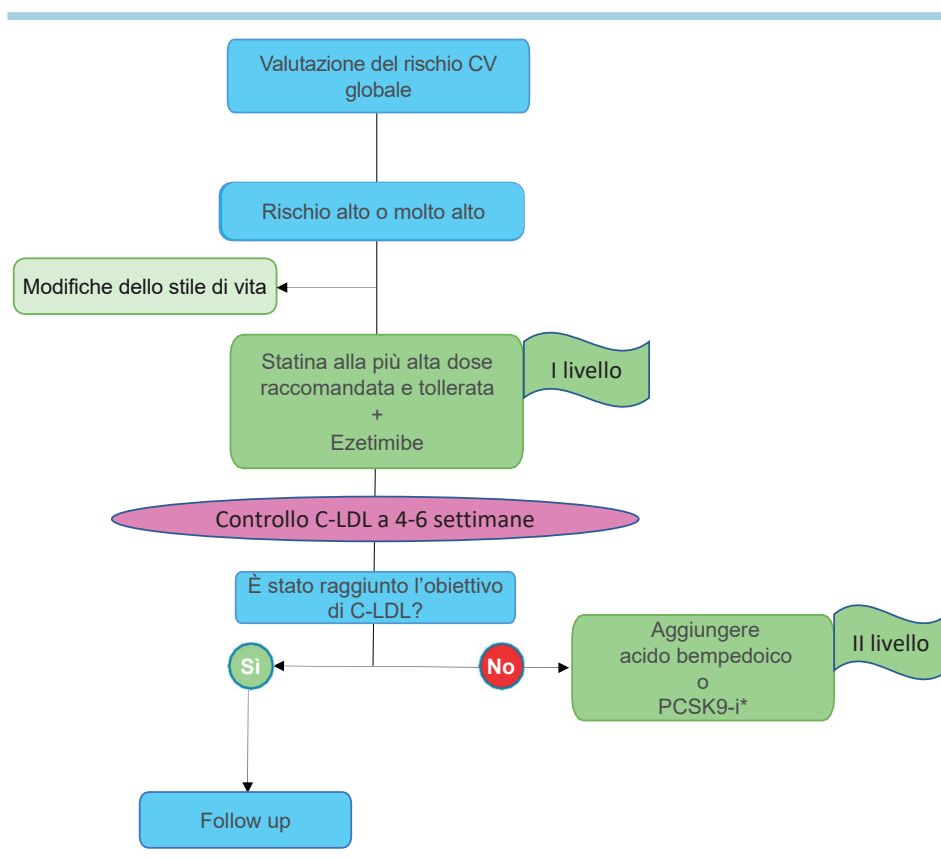 Valutazione del rischio CV
globale
Rischio alto o molto alto
Modifiche dello stile di vita
Statina alla più alta dose
raccomandata e tollerata
+
Ezetimibe
I livello
Controllo C-LDL a 4-6 settimane
È stato raggiunto l’obiettivo
di C-LDL?
Sì
No
Aggiungere
acido bempedoico
o
PCSK9-i*
II livello
Follow up